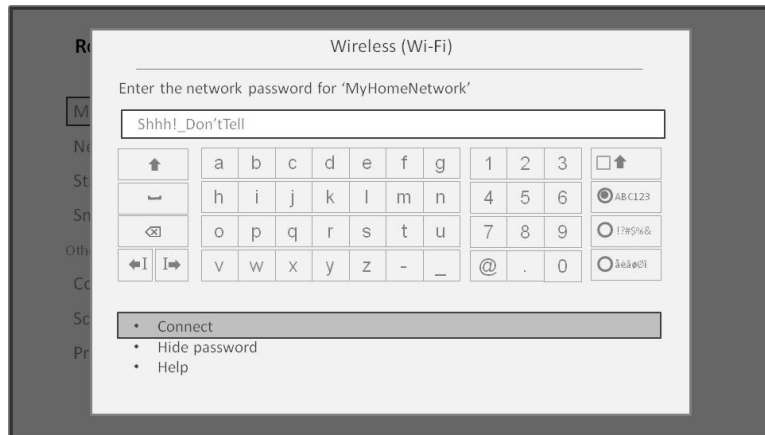 Wireless (Wi-Fi)
Enter the network password for ‘MyHomeNetwork’
Shhh!_Don’tTell
a b c d e f g 1 2 3
h i j k l m n 4 5 6 ABC123
o p q r s t u 7 8 9 !?#$%&
v w x y z - _ @ . 0
• Connect
• Hide password
• Help